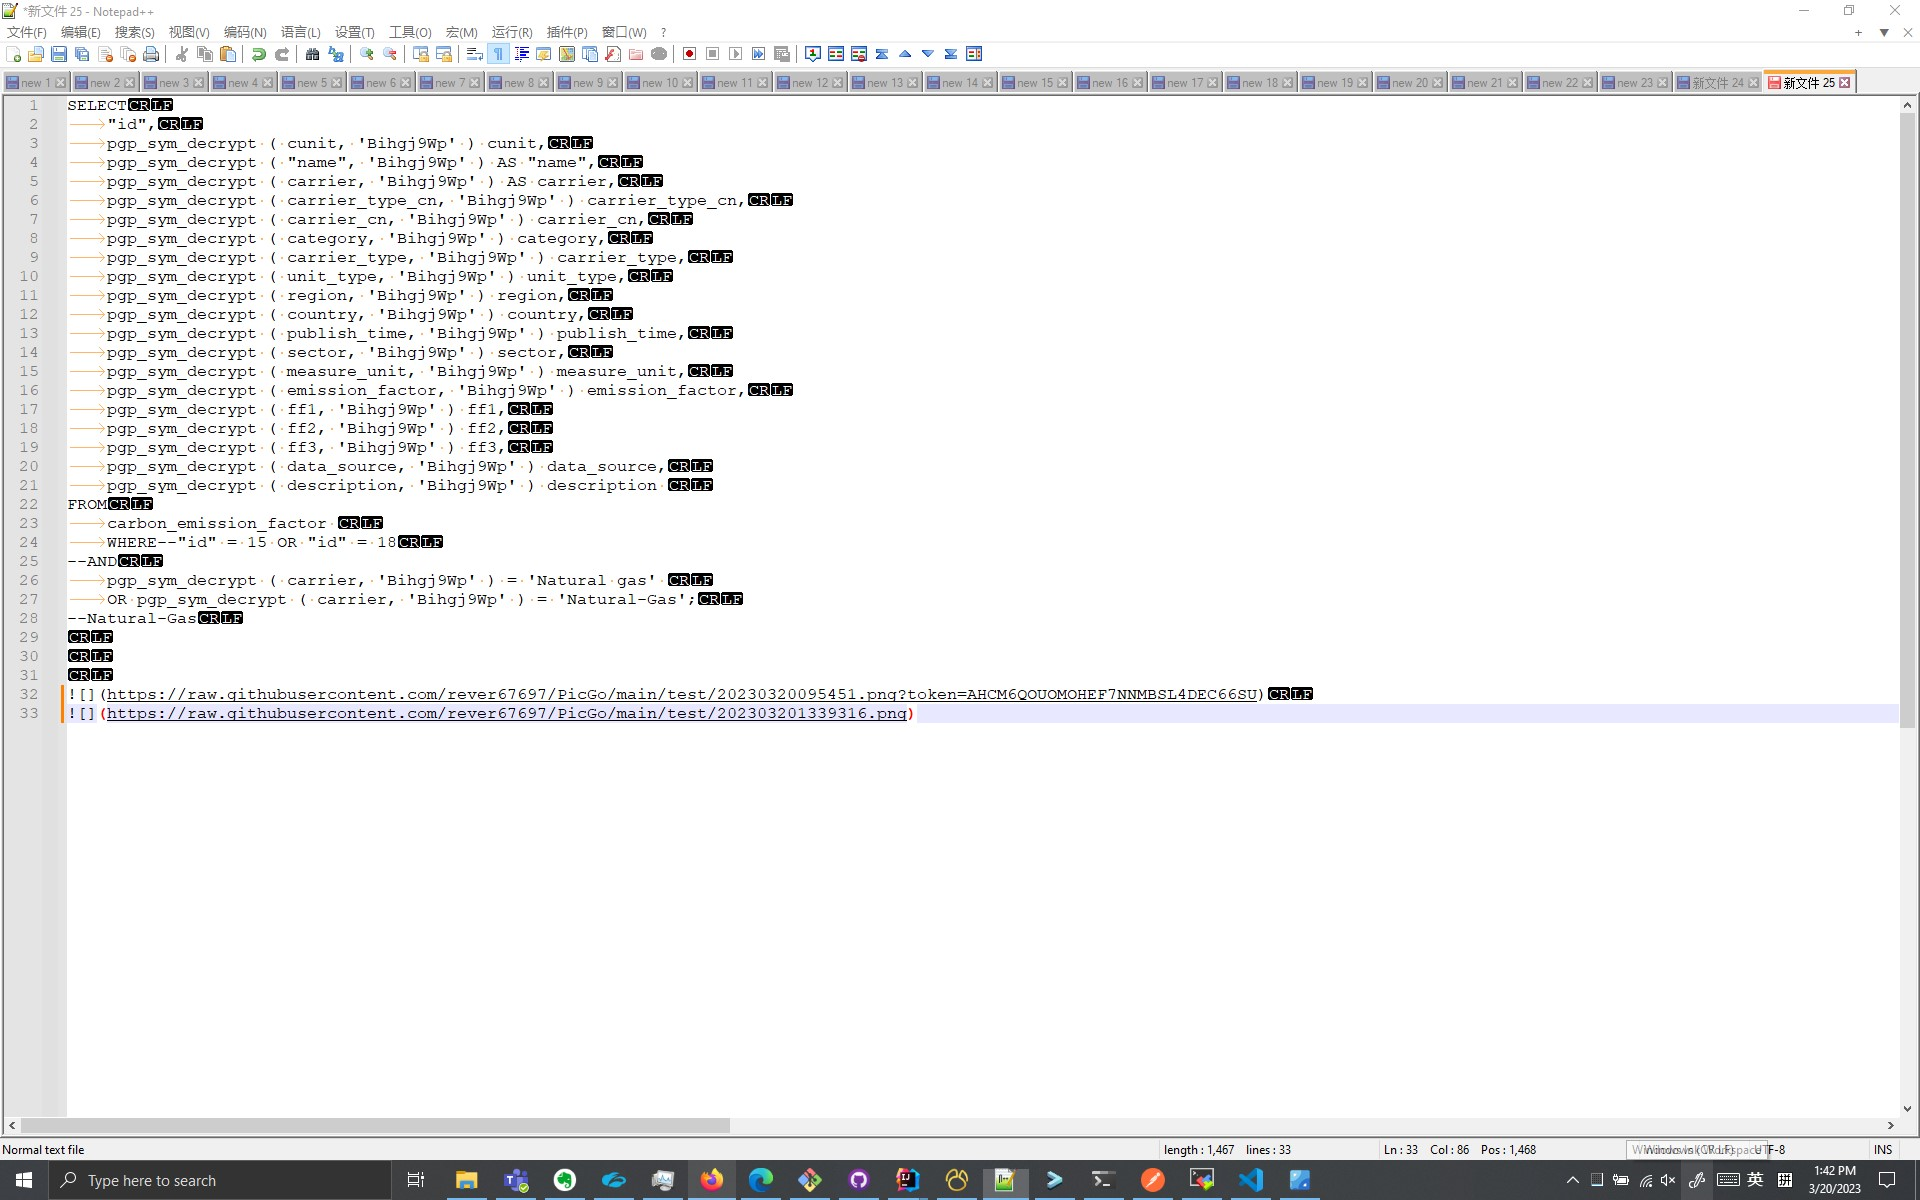 *新文件 25 - Notepad++
文件(F) 编辑(E) 搜索(S) 视图(V) 编码(N) 语言(L) 设置(T) 工具(O) 宏(M) 运行(R) 插件(P) 窗口(W) ?
new 1 new 2 new 3 new 4 new 5 new 6 new 7 new 8 new 9 new 10 new 11 new 12 new 13 new 14 new 15 new 16 new 17 new 18 new 19 new 20 new 21 new 22 new 23 新文件 24 新文件 25
1 SELECTCRLF
2 "id",CRLF
3 pgp_sym_decrypt ( cunit, 'Bihgj9Wp' ) cunit,CRLF
4 pgp_sym_decrypt ( "name", 'Bihgj9Wp' ) AS "name",CRLF
5 pgp_sym_decrypt ( carrier, 'Bihgj9Wp' ) AS carrier,CRLF
6 pgp_sym_decrypt ( carrier_type_cn, 'Bihgj9Wp' ) carrier_type_cn,CRLF
7 pgp_sym_decrypt ( carrier_cn, 'Bihgj9Wp' ) carrier_cn,CRLF
8 pgp_sym_decrypt ( category, 'Bihgj9Wp' ) category,CRLF
9 pgp_sym_decrypt ( carrier_type, 'Bihgj9Wp' ) carrier_type,CRLF
10 pgp_sym_decrypt ( unit_type, 'Bihgj9Wp' ) unit_type,CRLF
11 pgp_sym_decrypt ( region, 'Bihgj9Wp' ) region,CRLF
12 pgp_sym_decrypt ( country, 'Bihgj9Wp' ) country,CRLF
13 pgp_sym_decrypt ( publish_time, 'Bihgj9Wp' ) publish_time,CRLF
14 pgp_sym_decrypt ( sector, 'Bihgj9Wp' ) sector,CRLF
15 pgp_sym_decrypt ( measure_unit, 'Bihgj9Wp' ) measure_unit,CRLF
16 pgp_sym_decrypt ( emission_factor, 'Bihgj9Wp' ) emission_factor,CRLF
17 pgp_sym_decrypt ( ff1, 'Bihgj9Wp' ) ff1,CRLF
18 pgp_sym_decrypt ( ff2, 'Bihgj9Wp' ) ff2,CRLF
19 pgp_sym_decrypt ( ff3, 'Bihgj9Wp' ) ff3,CRLF
20 pgp_sym_decrypt ( data_source, 'Bihgj9Wp' ) data_source,CRLF
21 pgp_sym_decrypt ( description, 'Bihgj9Wp' ) description CRLF
22 FROMCRLF
23 carbon_emission_factor CRLF
24 WHERE--"id" = 15 OR "id" = 18CRLF
25 --ANDCRLF
26 pgp_sym_decrypt ( carrier, 'Bihgj9Wp' ) = 'Natural gas' CRLF
27 OR pgp_sym_decrypt ( carrier, 'Bihgj9Wp' ) = 'Natural-Gas';CRLF
28 --Natural-GasCRLF
29 CRLF
30 CRLF
31 CRLF
32 ![](https://raw.githubusercontent.com/rever67697/PicGo/main/test/20230320095451.png?token=AHCM6QOUOMOHEF7NNMBSL4DEC66SU)CRLF
33 ![](https://raw.githubusercontent.com/rever67697/PicGo/main/test/202303201339316.png)
Normal text file length : 1,467 lines : 33 Ln : 33 Col : 86 Pos : 1,468 INS
Type here to search 英 拼 1:42 PM
3/20/2023